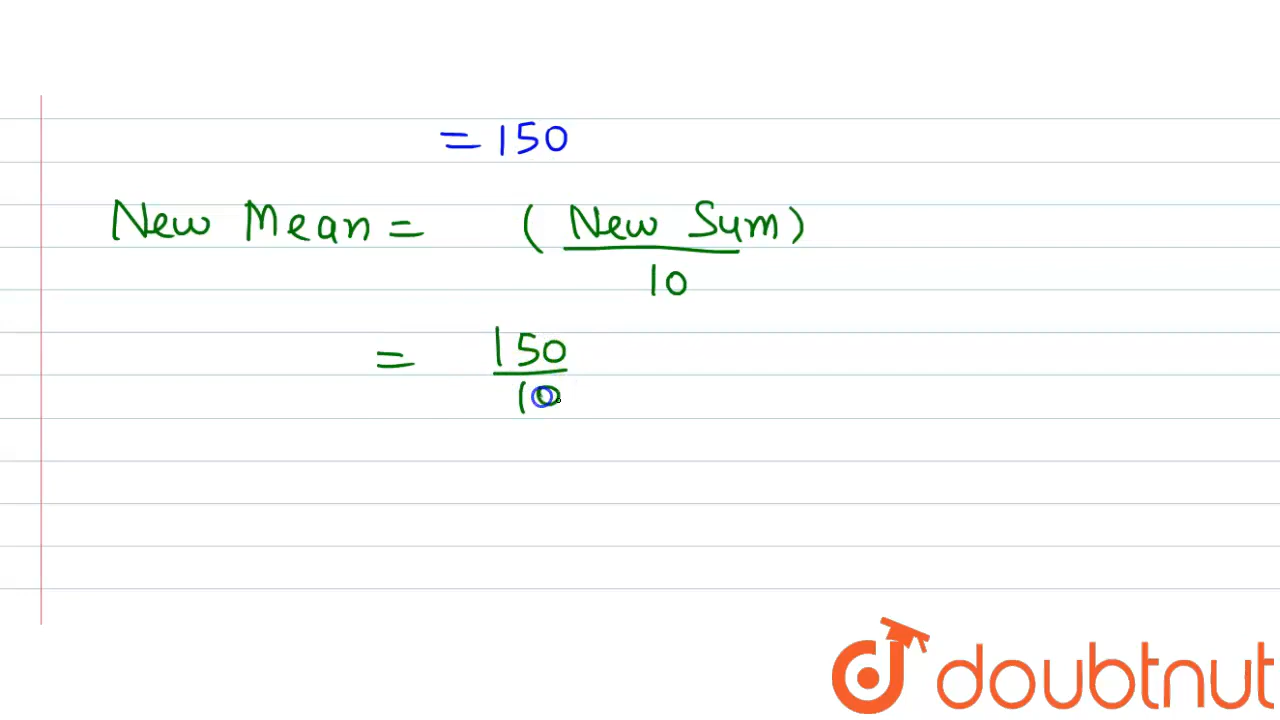 = 150
New Mean = (New Sum)
10
= 150
10
doubtnut